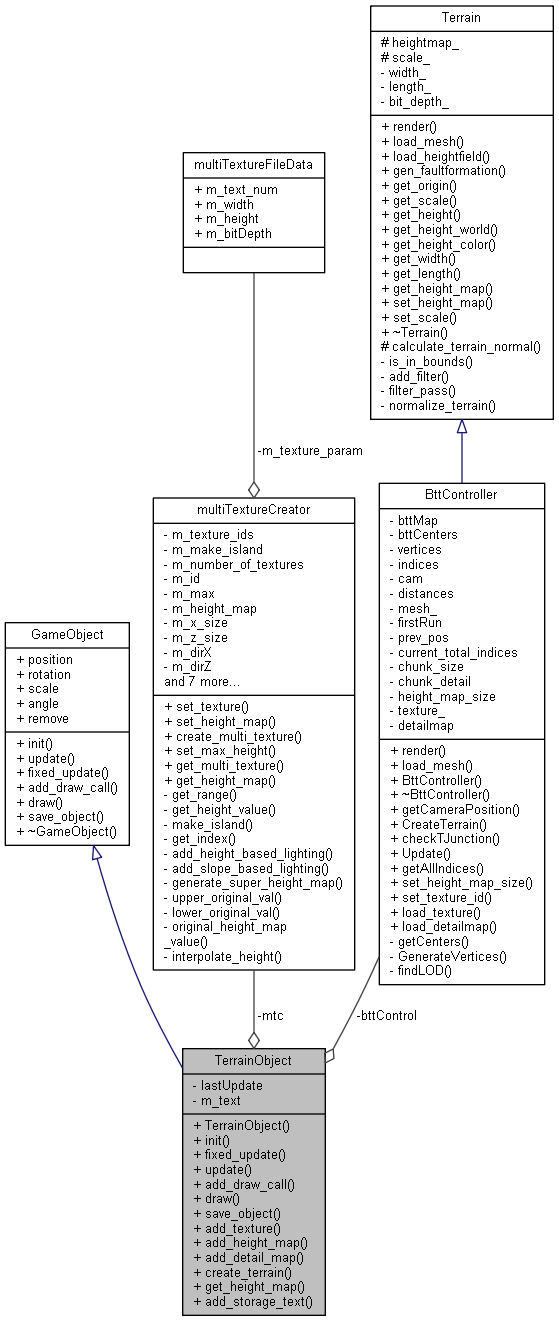 Terrain
# heightmap_
# scale_
- width_
- length_
- bit_depth_
+ render()
+ load_mesh()
+ load_heightfield()
+ gen_faultformation()
+ get_origin()
+ get_scale()
+ get_height()
+ get_height_world()
+ get_height_color()
+ get_width()
+ get_length()
+ get_height_map()
+ set_height_map()
+ set_scale()
+ ~Terrain()
# calculate_terrain_normal()
- is_in_bounds()
- add_filter()
- filter_pass()
- normalize_terrain()
multiTextureFileData
+ m_text_num
+ m_width
+ m_height
+ m_bitDepth
-m_texture_param
multiTextureCreator
- m_texture_ids
- m_make_island
- m_number_of_textures
- m_id
- m_max
- m_height_map
- m_x_size
- m_z_size
- m_dirX
- m_dirZ
and 7 more...
+ set_texture()
+ set_height_map()
+ create_multi_texture()
+ set_max_height()
+ get_multi_texture()
+ get_height_map()
- get_range()
- get_height_value()
- make_island()
- get_index()
- add_height_based_lighting()
- add_slope_based_lighting()
- generate_super_height_map()
- upper_original_val()
- lower_original_val()
- original_height_map
_value()
- interpolate_height()
BttController
- bttMap
- bttCenters
- vertices
- indices
- cam
- distances
- mesh_
- firstRun
- prev_pos
- current_total_indices
- chunk_size
- chunk_detail
- height_map_size
- texture_
- detailmap
+ render()
+ load_mesh()
+ BttController()
+ ~BttController()
+ getCameraPosition()
+ CreateTerrain()
+ checkTJunction()
+ Update()
+ getAllIndices()
+ set_height_map_size()
+ set_texture_id()
+ load_texture()
+ load_detailmap()
- getCenters()
- GenerateVertices()
- findLOD()
GameObject
+ position
+ rotation
+ scale
+ angle
+ remove
+ init()
+ update()
+ fixed_update()
+ add_draw_call()
+ draw()
+ save_object()
+ ~GameObject()
-mtc
-bttControl
TerrainObject
- lastUpdate
- m_text
+ TerrainObject()
+ init()
+ fixed_update()
+ update()
+ add_draw_call()
+ draw()
+ save_object()
+ add_texture()
+ add_height_map()
+ add_detail_map()
+ create_terrain()
+ get_height_map()
+ add_storage_text()